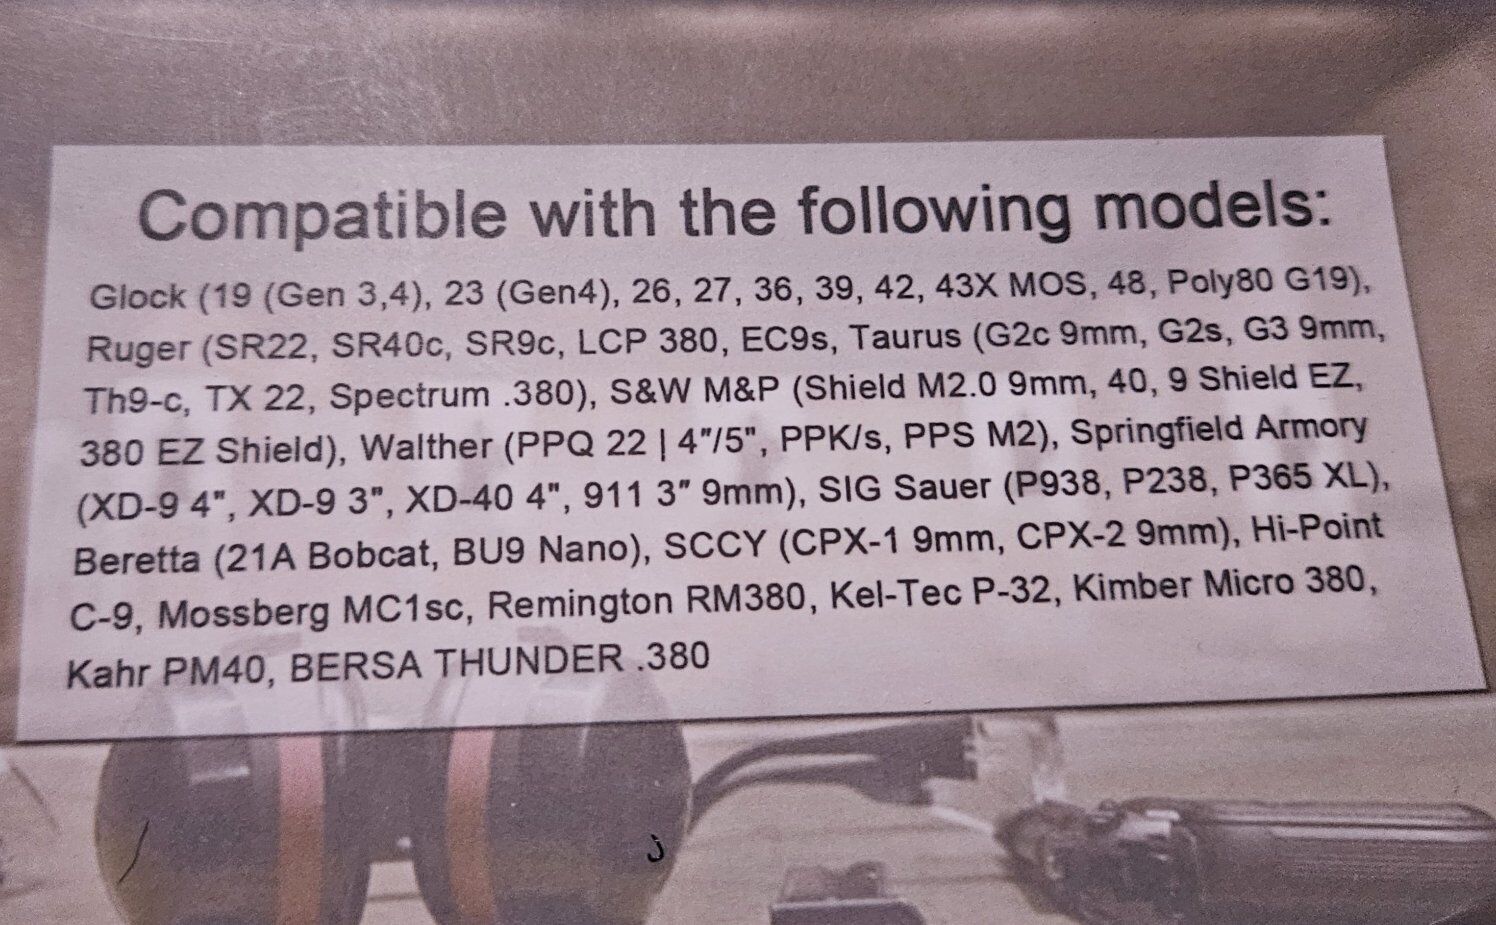 Compatible with the following models:
Glock (19 (Gen 3,4), 23 (Gen4), 26, 27, 36, 39, 42, 43X MOS, 48, Poly80 G19),
Ruger (SR22, SR40c, SR9c, LCP 380, EC9s, Taurus (G2c 9mm, G2s, G3 9mm,
Th9-c, TX 22, Spectrum .380), S&W M&P (Shield M2.0 9mm, 40, 9 Shield EZ,
380 EZ Shield), Walther (PPQ 22 | 4"/5", PPK/s, PPS M2), Springfield Armory
(XD-9 4", XD-9 3", XD-40 4", 911 3" 9mm), SIG Sauer (P938, P238, P365 XL),
Beretta (21A Bobcat, BU9 Nano), SCCY (CPX-1 9mm, CPX-2 9mm), Hi-Point
C-9, Mossberg MC1sc, Remington RM380, Kel-Tec P-32, Kimber Micro 380,
Kahr PM40, BERSA THUNDER .380